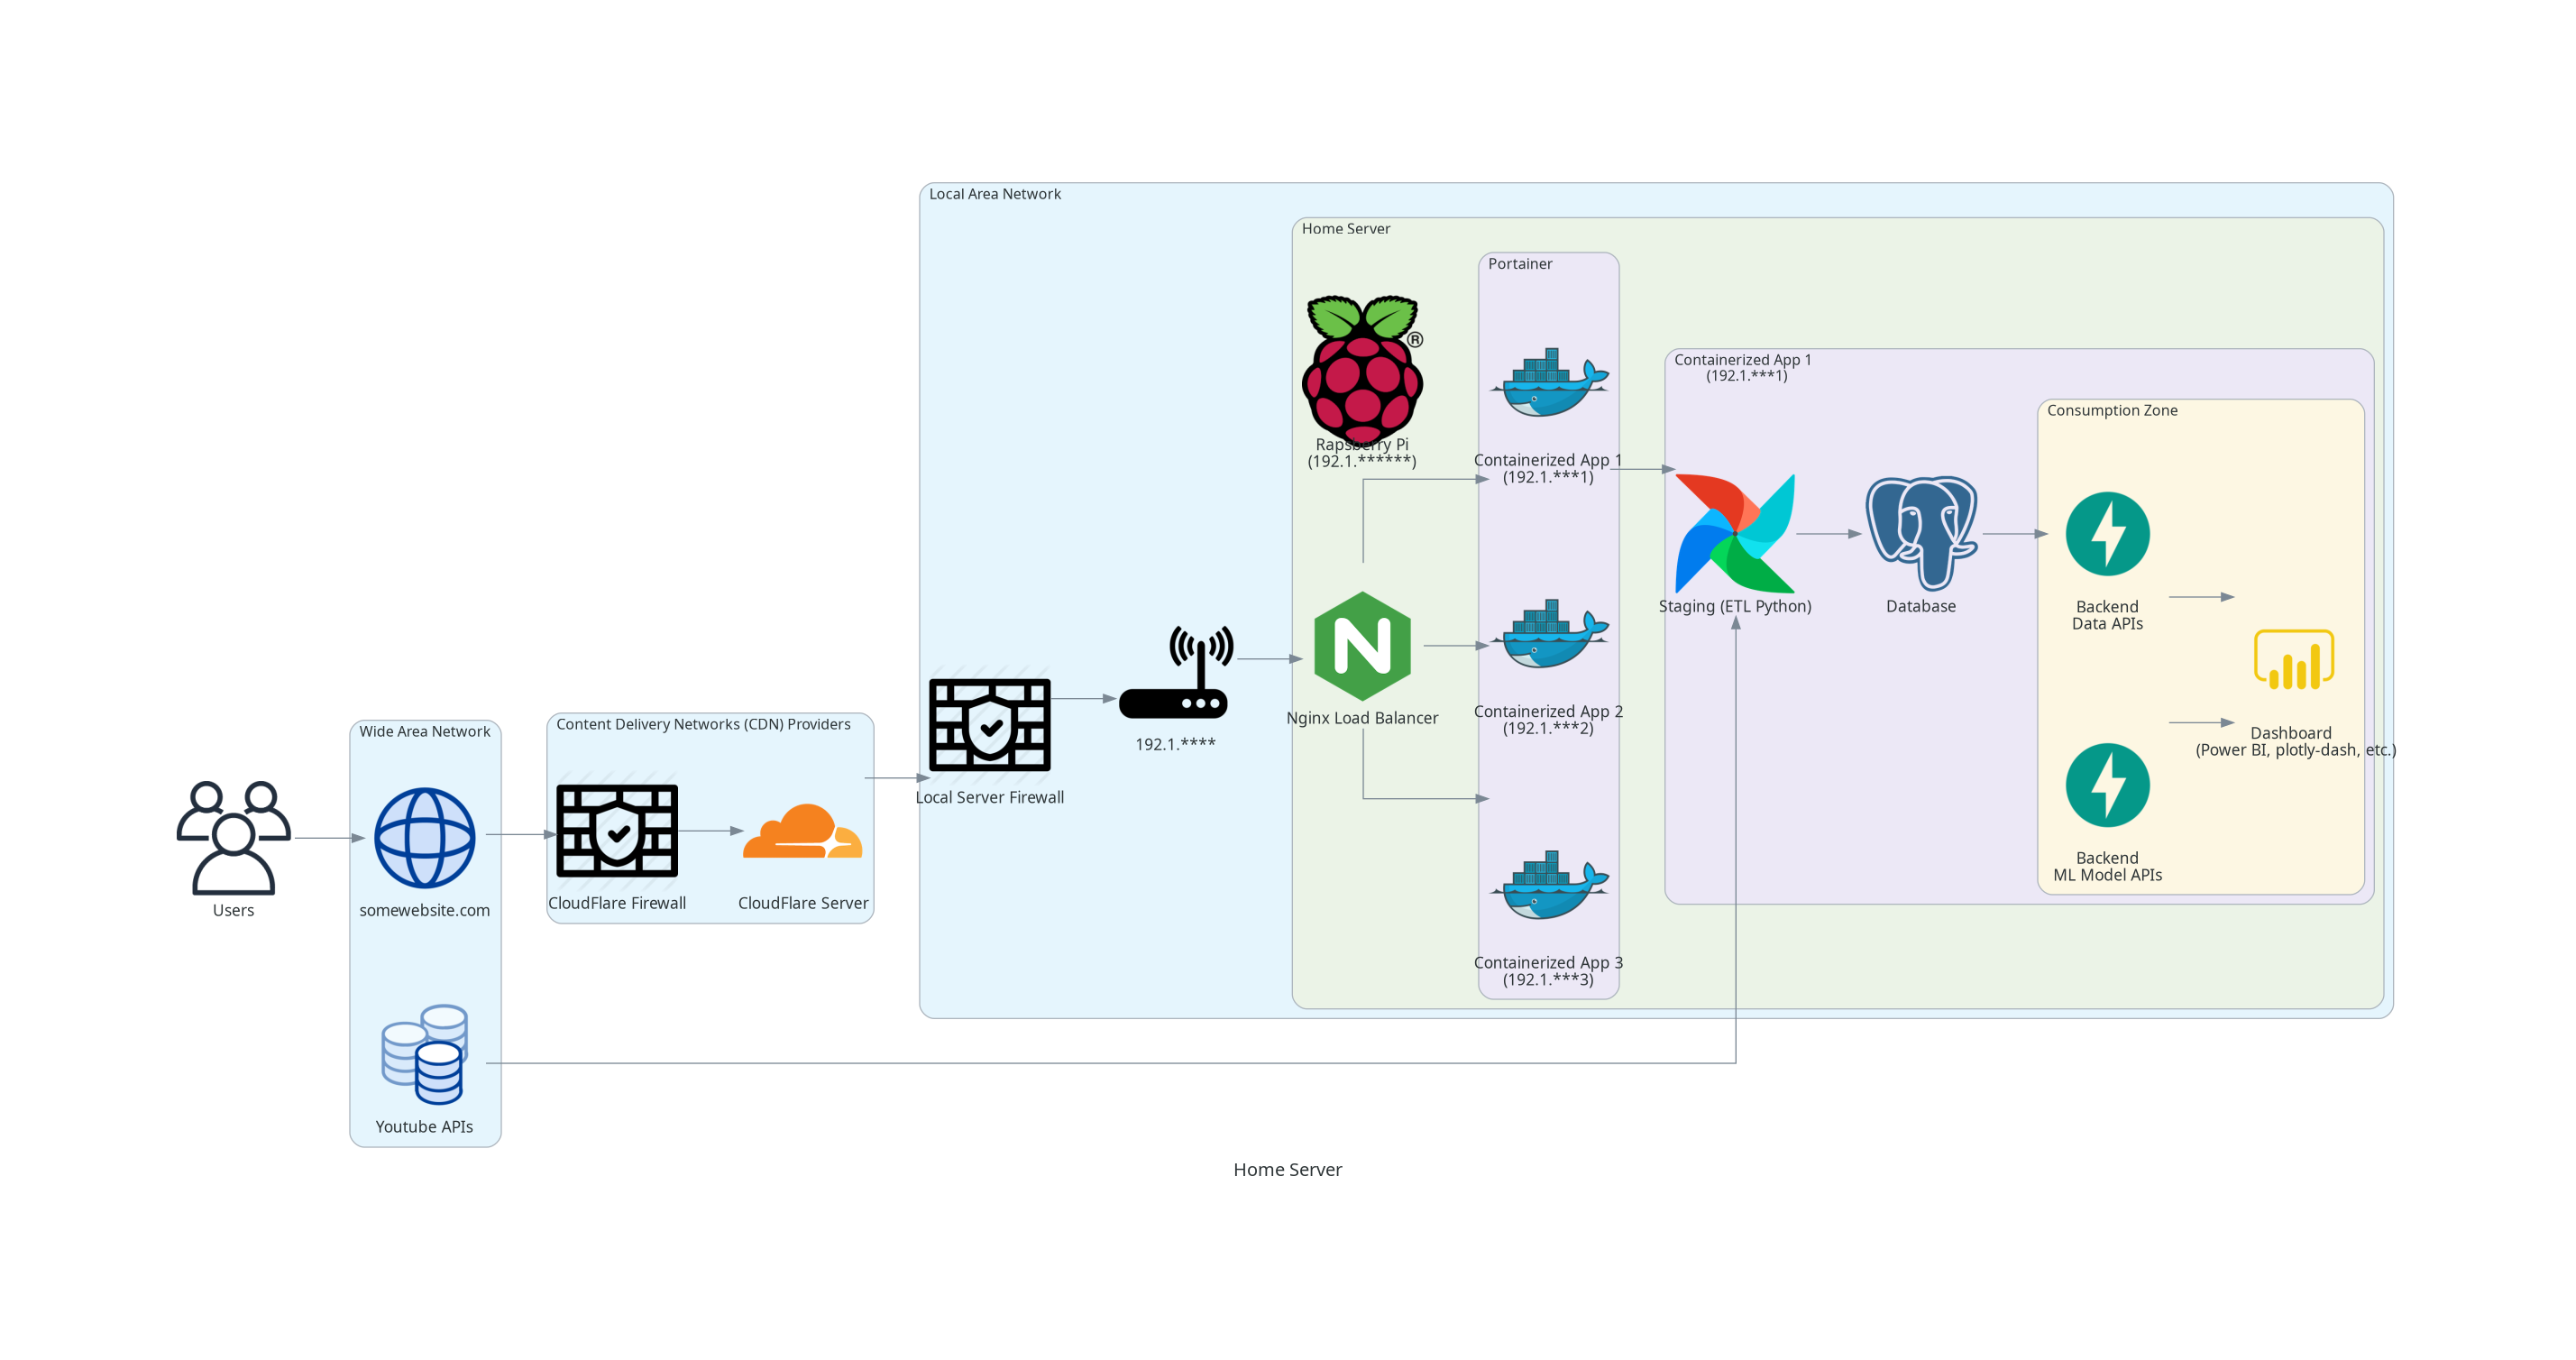 Local Area Network
Home Server
Portainer
®
Rapsberry Pi
(192.1.******)
Containerized App 1
(192.1.***1)
Containerized App 1
(192.1.***1)
Consumption Zone
Staging (ETL Python)
Database
Backend
Data APIs
N
Nginx Load Balancer
Containerized App 2
(192.1.***2)
Dashboard
(Power BI, plotly-dash, etc.)
Wide Area Network
Content Delivery Networks (CDN) Providers
192.1.****
Local Server Firewall
Backend
ML Model APIs
Users
somewebsite.com
CloudFlare Firewall
CloudFlare Server
Containerized App 3
(192.1.***3)
Youtube APIs
Home Server